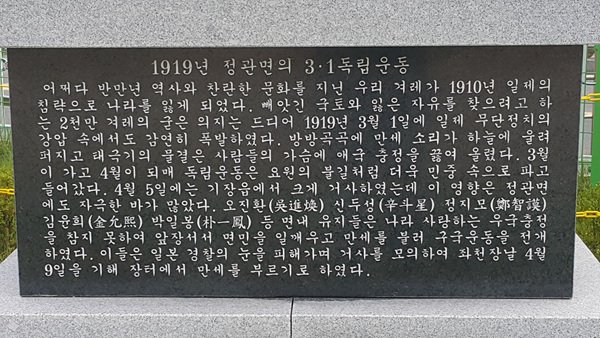 1919년 정관면의 3·1독립운동
어쩌다 반만년 역사와 찬란한 문화를 지닌 우리 겨레가 1910년 일제의
침략으로 나라를 잃게 되었다. 빼앗긴 국토와 잃은 자유를 찾으려고 하
는 2천만 겨레의 굳은 의지는 드디어 1919년 3월 1일에 일제 무단정치의
강압 속에서도 감연히 폭발하였다. 방방곡곡에 만세 소리가 하늘에 울려
퍼지고 태극기의 물결은 사람들의 가슴에 애국 충정을 끓여 올렸다. 3월
이 가고 4월이 되매 독립운동은 요원의 불길처럼 더욱 민중 속으로 파고
들어갔다. 4월 5일에는 기장읍에서 크게 거사하였는데 이 영향은 정관면
에도 자극한 바가 많았다. 오진환(吳進煥) 신두성(辛斗星) 정지모(鄭智謨)
김윤희(金允熙) 박일봉(朴一鳳) 등 면내 유지들은 나라 사랑하는 우국충정
을 참지 못하여 앞장서서 면민을 일깨우고 만세를 불러 구국운동을 전개
하였다. 이들은 일본 경찰의 눈을 피해가며 거사를 모의하여 좌천장날 4월
9일을 기해 장터에서 만세를 부르기로 하였다.